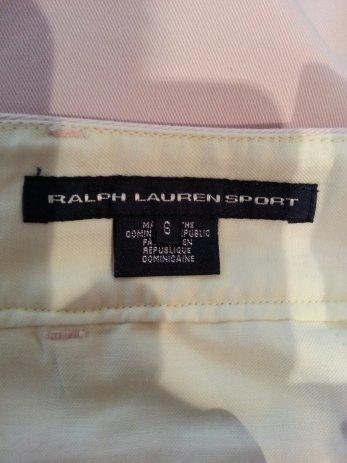 RALPH LAUREN SPORT
6
MA THE
DOMIN PUBLIC
FA EN
REPUBLIQUE
DOMINICAINE